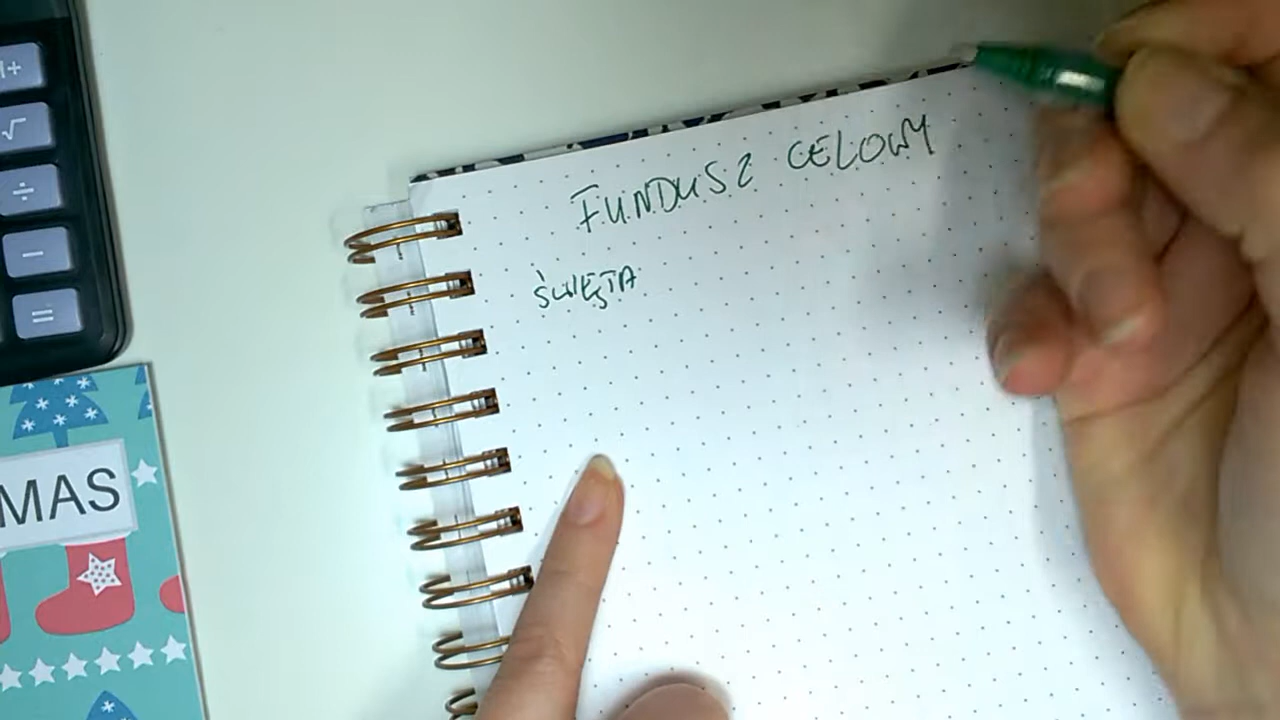 FUNDUSZ CELOWY
ŚWIĘTA
MAS
+
√
÷
−
=